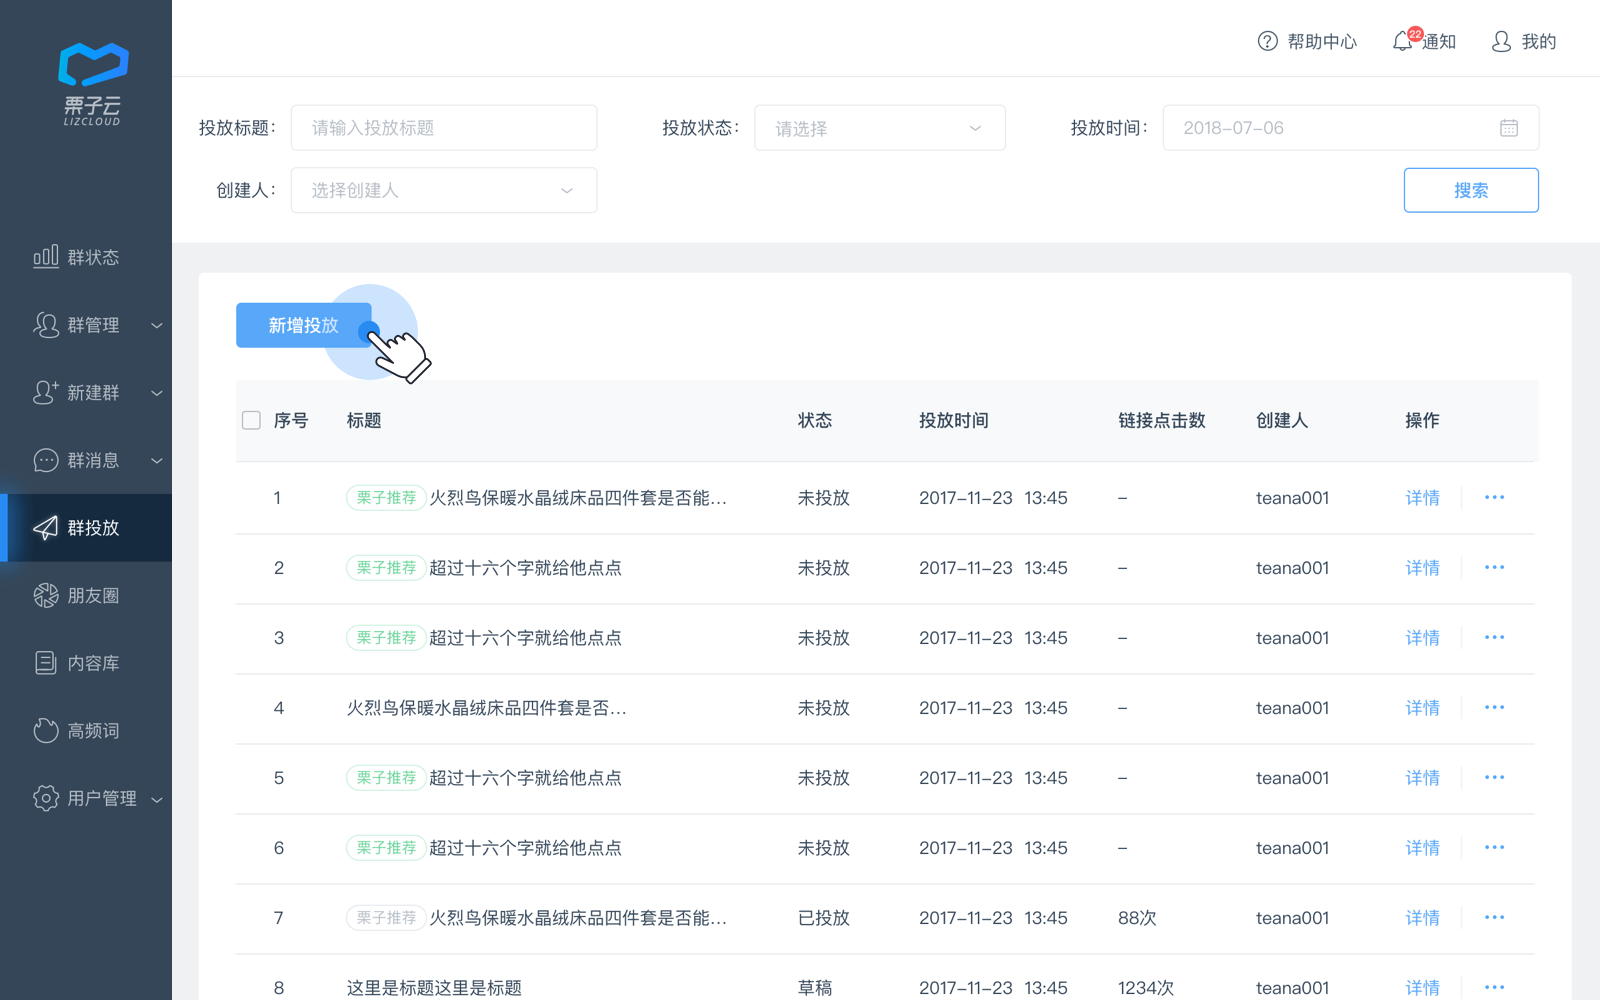 帮助中心
22
通知
我的
栗子云
LIZCLOUD
群状态
群管理
新建群
群消息
群投放
朋友圈
内容库
高频词
用户管理
投放标题： 请输入投放标题
投放状态： 请选择
投放时间： 2018-07-06
创建人： 选择创建人
搜索
新增投放
序号 标题 状态 投放时间 链接点击数 创建人 操作
1 栗子推荐 火烈鸟保暖水晶绒床品四件套是否能... 未投放 2017-11-23 13:45 - teana001 详情 ···
2 栗子推荐 超过十六个字就给他点点 未投放 2017-11-23 13:45 - teana001 详情 ···
3 栗子推荐 超过十六个字就给他点点 未投放 2017-11-23 13:45 - teana001 详情 ···
4 火烈鸟保暖水晶绒床品四件套是否... 未投放 2017-11-23 13:45 - teana001 详情 ···
5 栗子推荐 超过十六个字就给他点点 未投放 2017-11-23 13:45 - teana001 详情 ···
6 栗子推荐 超过十六个字就给他点点 未投放 2017-11-23 13:45 - teana001 详情 ···
7 栗子推荐 火烈鸟保暖水晶绒床品四件套是否能... 已投放 2017-11-23 13:45 88次 teana001 详情 ···
8 这里是标题这里是标题 草稿 2017-11-23 13:45 1234次 teana001 详情 ···